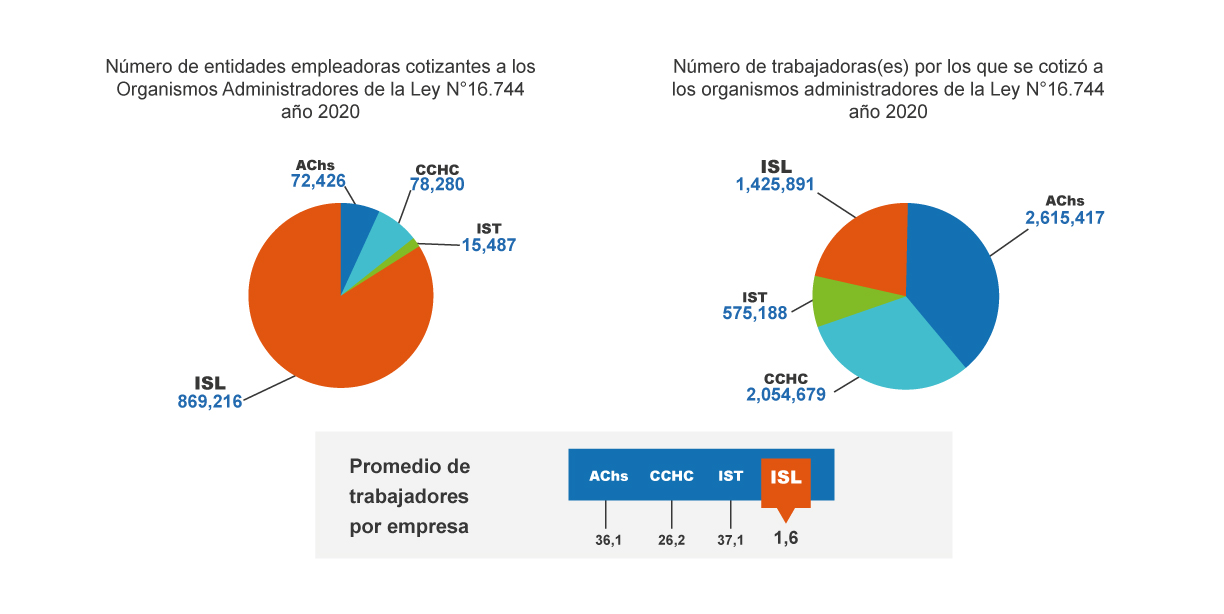 Número de entidades empleadoras cotizantes a los
Organismos Administradores de la Ley N°16.744
año 2020
AChs
72,426
CCHC
78,280
IST
15,487
ISL
869,216
Número de trabajadoras(es) por los que se cotizó a
los organismos administradores de la Ley N°16.744
año 2020
ISL
1,425,891
AChs
2,615,417
IST
575,188
CCHC
2,054,679
Promedio de
trabajadores
por empresa
AChs CCHC IST ISL
36,1 26,2 37,1 1,6